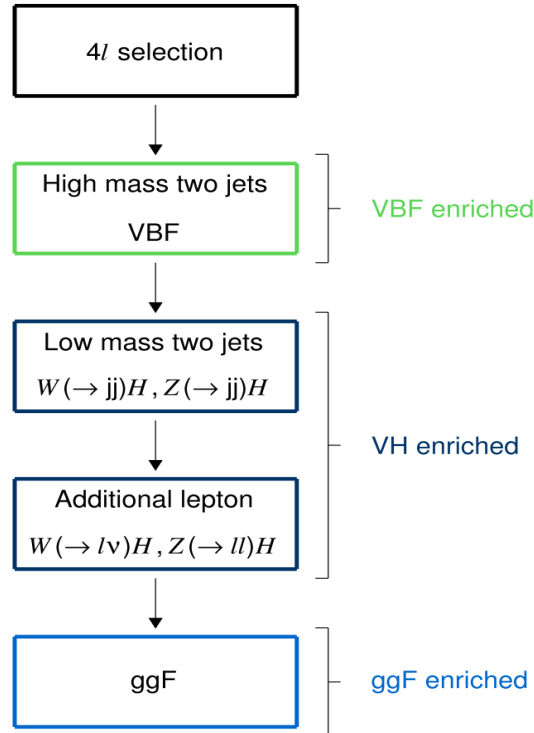 4l selection
High mass two jets
VBF
VBF enriched
Low mass two jets
W(→ jj)H, Z(→ jj)H
VH enriched
Additional lepton
W(→ lν)H, Z(→ ll)H
ggF
ggF enriched